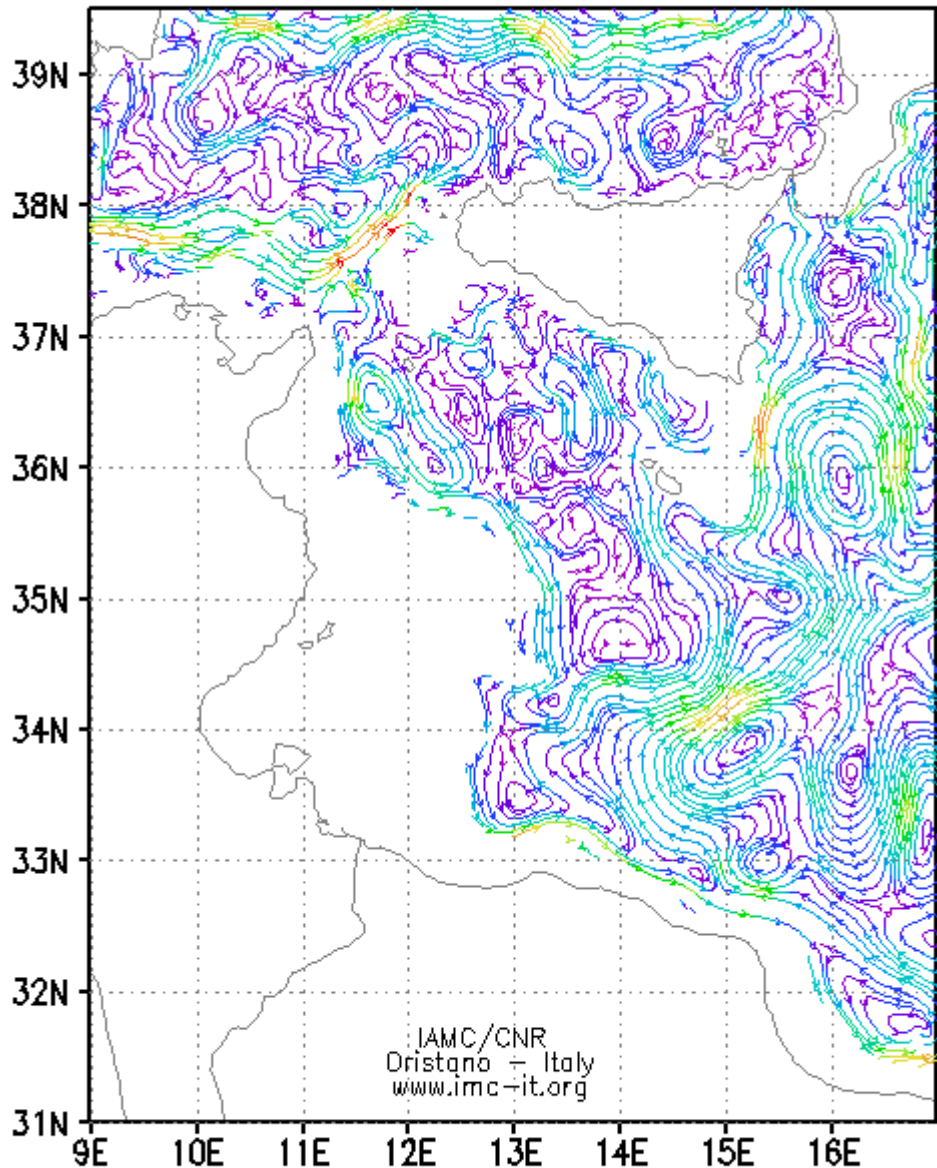 39N
38N
37N
36N
35N
34N
33N
32N
31N
IAMC/CNR
Oristano – Italy
www.imc-it.org
9E 10E 11E 12E 13E 14E 15E 16E